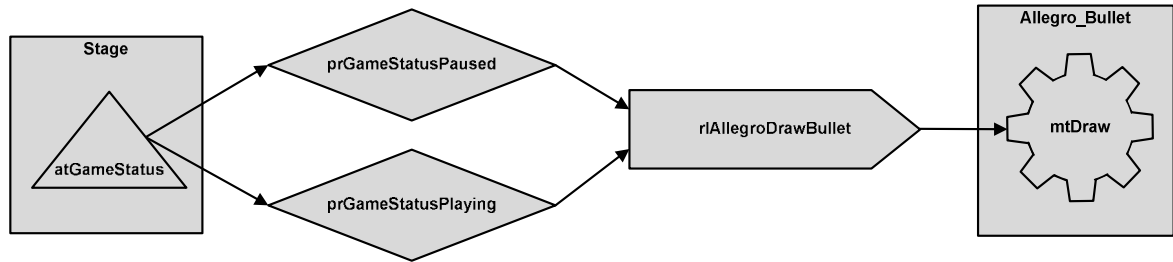 Stage
atGameStatus
prGameStatusPaused
prGameStatusPlaying
rlAllegroDrawBullet
Allegro_Bullet
mtDraw